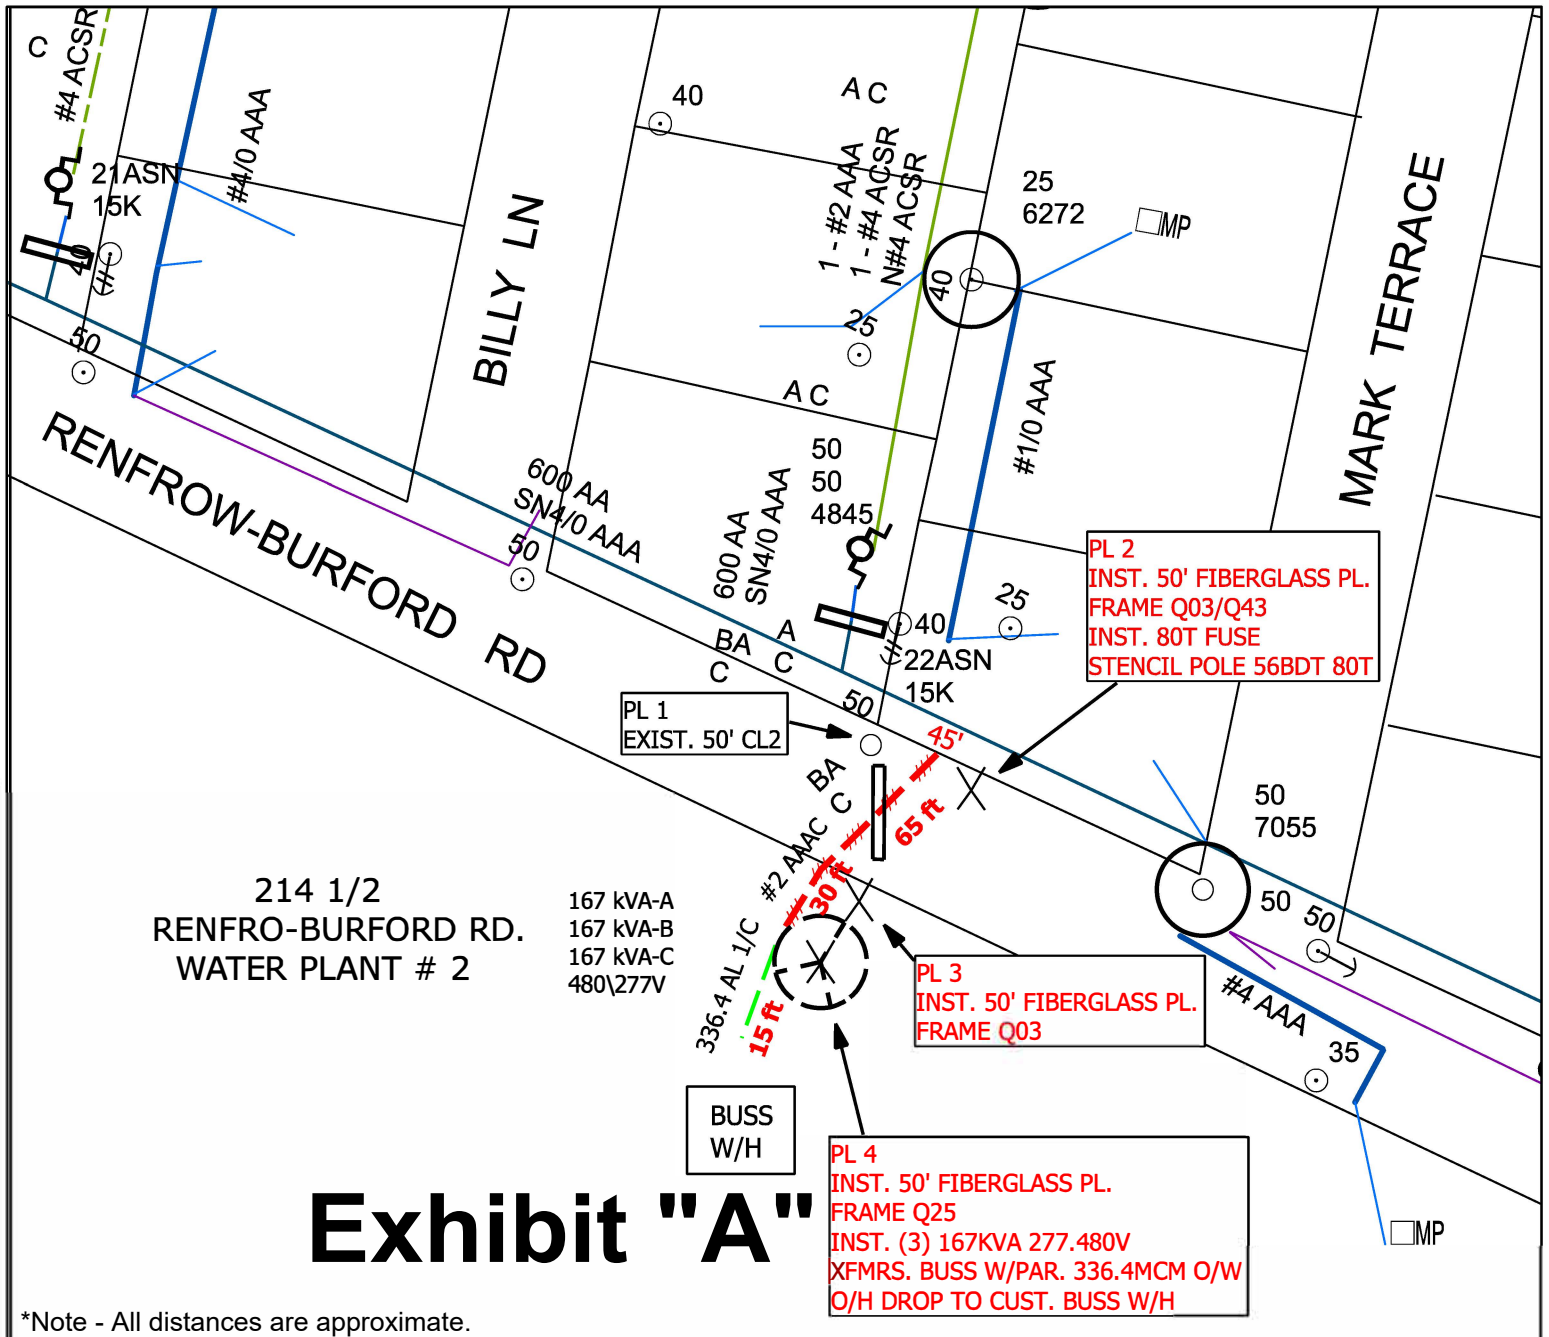 C
#4 ACSR
21ASN
15K
#4/0 AAA
40
50
BILLY LN
40
A C
1 - #2 AAA
1 - #4 ACSR
N#4 ACSR
25
6272
MP
40
25
MARK TERRACE
A C
#1/0 AAA
RENFROW-BURFORD RD
600 AA
SN4/0 AAA
50
600 AA
SN4/0 AAA
50
50
4845
BA
C
A
C
40
22ASN
15K
25
50
PL 2
INST. 50' FIBERGLASS PL.
FRAME Q03/Q43
INST. 80T FUSE
STENCIL POLE 56BDT 80T
PL 1
EXIST. 50' CL2
45'
BA
C
65 ft
#2 AAAC
30 ft
50
7055
50
50
214 1/2
RENFRO-BURFORD RD.
WATER PLANT # 2
167 kVA-A
167 kVA-B
167 kVA-C
480\277V
336.4 AL 1/C
15 ft
PL 3
INST. 50' FIBERGLASS PL.
FRAME Q03
#4 AAA
35
BUSS
W/H
PL 4
INST. 50' FIBERGLASS PL.
FRAME Q25
INST. (3) 167KVA 277.480V
XFMRS. BUSS W/PAR. 336.4MCM O/W
O/H DROP TO CUST. BUSS W/H
MP
Exhibit "A"
*Note - All distances are approximate.